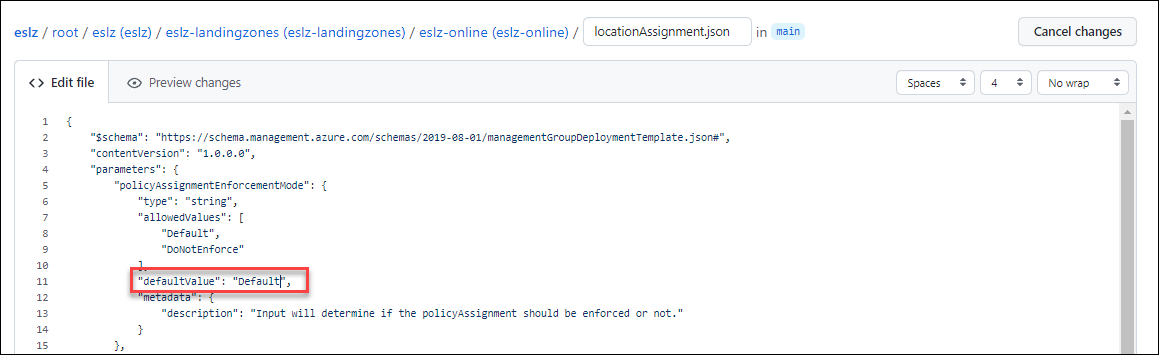 eslz / root / eslz (eslz) / eslz-landingzones (eslz-landingzones) / eslz-online (eslz-online) / locationAssignment.json in main Cancel changes
<> Edit file Preview changes Spaces 4 No wrap
1 {
2 "$schema": "https://schema.management.azure.com/schemas/2019-08-01/managementGroupDeploymentTemplate.json#",
3 "contentVersion": "1.0.0.0",
4 "parameters": {
5 "policyAssignmentEnforcementMode": {
6 "type": "string",
7 "allowedValues": [
8 "Default",
9 "DoNotEnforce"
10 ],
11 "defaultValue": "Default",
12 "metadata": {
13 "description": "Input will determine if the policyAssignment should be enforced or not."
14 }
15 },